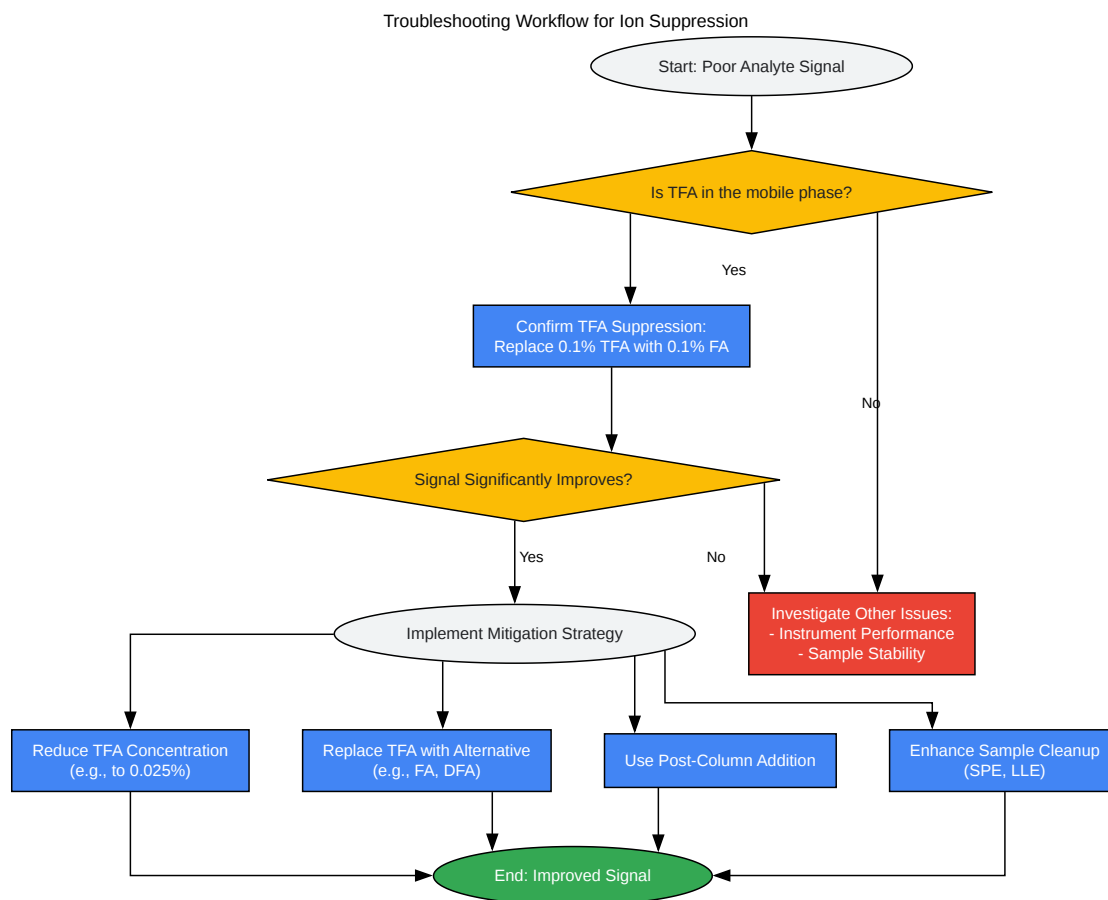 Troubleshooting Workflow for Ion Suppression
Start: Poor Analyte Signal
Is TFA in the mobile phase?
Yes
Confirm TFA Suppression:
Replace 0.1% TFA with 0.1% FA
No
Signal Significantly Improves?
Yes
No
Investigate Other Issues:
- Instrument Performance
- Sample Stability
Implement Mitigation Strategy
Reduce TFA Concentration
(e.g., to 0.025%)
Replace TFA with Alternative
(e.g., FA, DFA)
Use Post-Column Addition
Enhance Sample Cleanup
(SPE, LLE)
End: Improved Signal